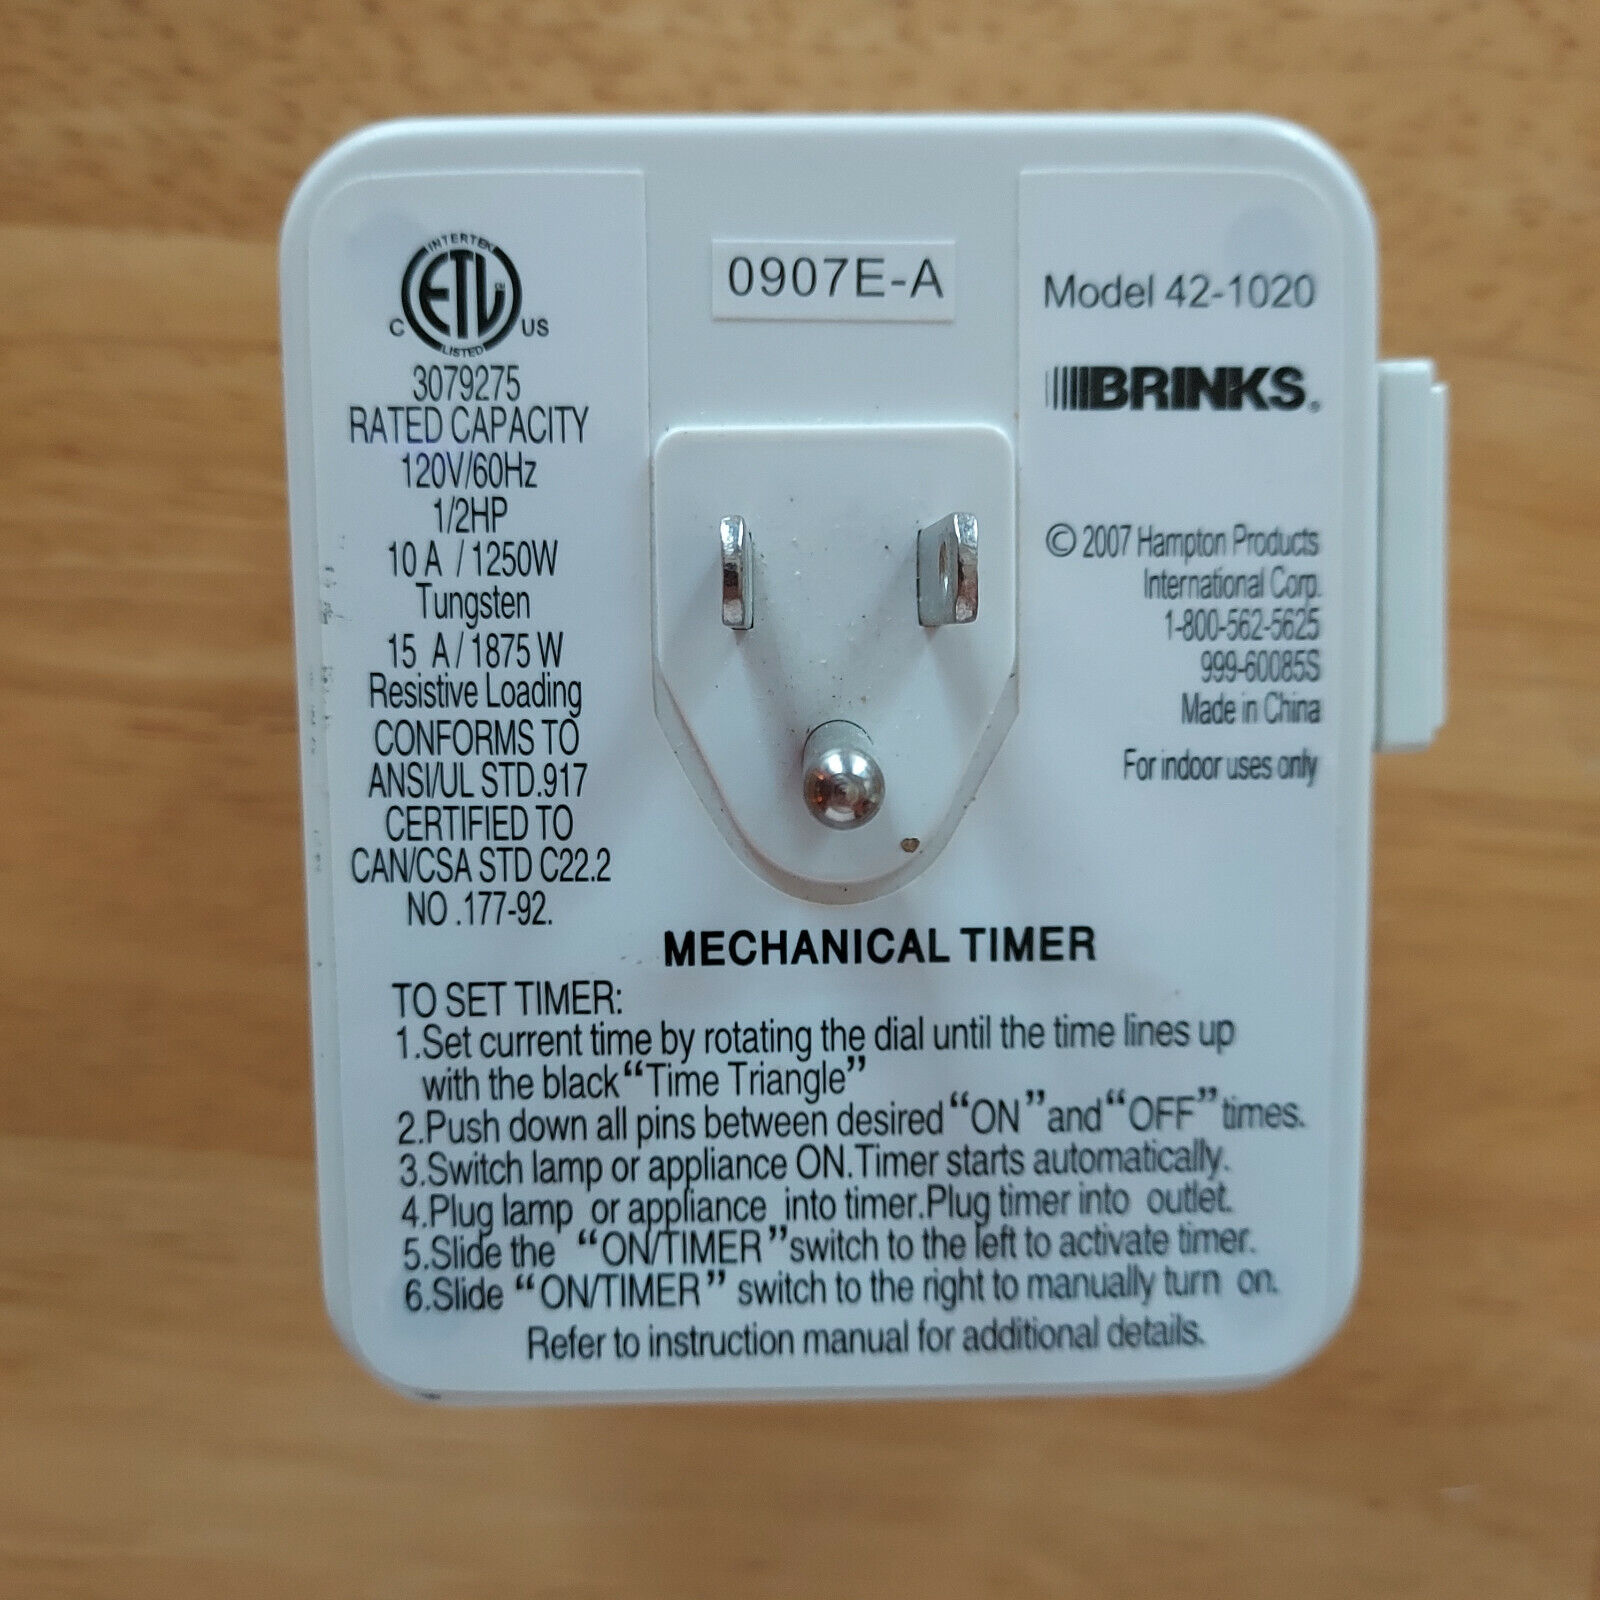 INTERTEK
ETL
C US
LISTED
3079275
RATED CAPACITY
120V/60Hz
1/2HP
10 A / 1250W
Tungsten
15 A / 1875 W
Resistive Loading
CONFORMS TO
ANSI/UL STD.917
CERTIFIED TO
CAN/CSA STD C22.2
NO .177-92.
0907E-A
Model 42-1020
BRINKS®
© 2007 Hampton Products
International Corp.
1-800-562-5625
999-60085S
Made in China
For indoor uses only
MECHANICAL TIMER
TO SET TIMER:
1.Set current time by rotating the dial until the time lines up
with the black “Time Triangle”
2.Push down all pins between desired “ON” and “OFF” times.
3.Switch lamp or appliance ON.Timer starts automatically.
4.Plug lamp or appliance into timer.Plug timer into outlet.
5.Slide the “ON/TIMER” switch to the left to activate timer.
6.Slide “ON/TIMER” switch to the right to manually turn on.
Refer to instruction manual for additional details.